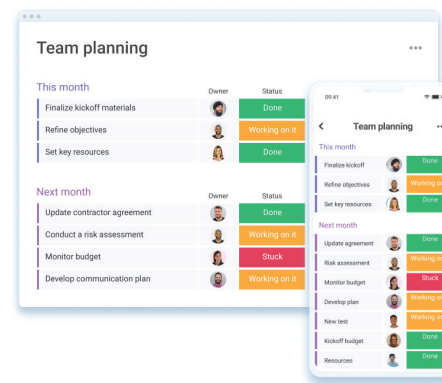 Team planning
This month
Owner
Status
Finalize kickoff materials
Done
Refine objectives
Working on it
Set key resources
Done
Next month
Owner
Status
Update contractor agreement
Done
Conduct a risk assessment
Working on it
Monitor budget
Stuck
Develop communication plan
Working on it
09:41
Team planning
This month
Finalize kickoff
Done
Refine objectives
Working on
Set key resources
Done
Next month
Update agreement
Done
Risk assessment
Working on
Monitor budget
Stuck
Develop plan
Working on
New test
Working on
Kickoff budget
Done
Resources
Done